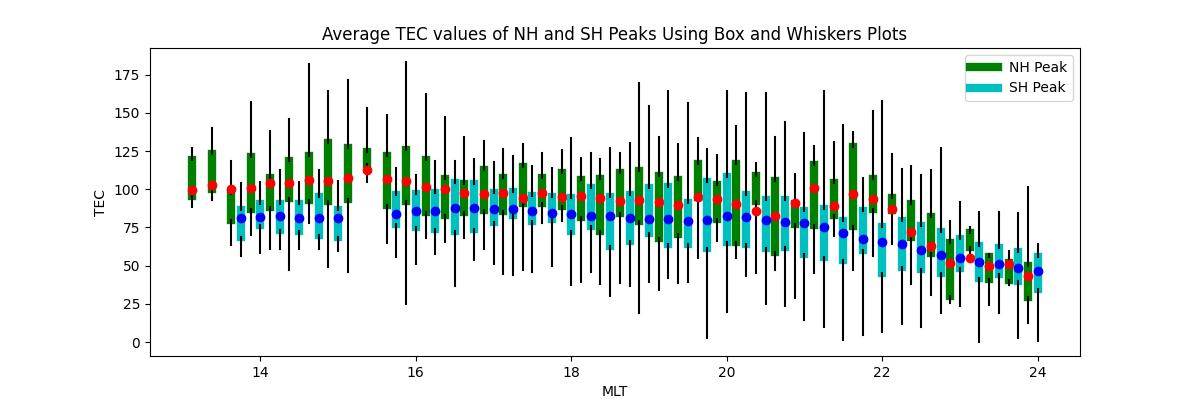 Average TEC values of NH and SH Peaks Using Box and Whiskers Plots
NH Peak
SH Peak
175
150
125
100
75
50
25
0
TEC
14 16 18 20 22 24
MLT